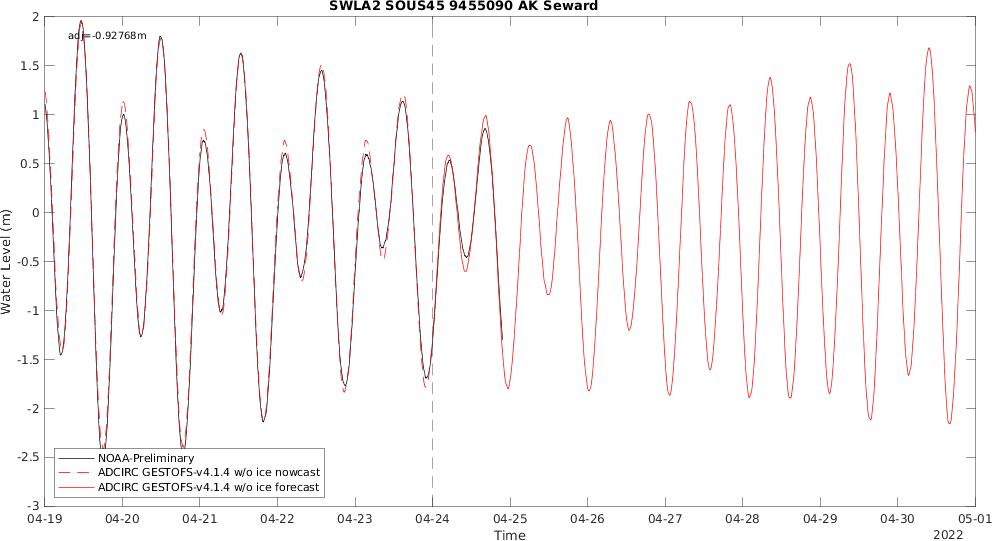 SWLA2 SOUS45 9455090 AK Seward
adj=-0.92768m
2
1.5
1
0.5
0
-0.5
-1
-1.5
-2
-2.5
-3
Water Level (m)
NOAA-Preliminary
ADCIRC GESTOFS-v4.1.4 w/o ice nowcast
ADCIRC GESTOFS-v4.1.4 w/o ice forecast
04-19 04-20 04-21 04-22 04-23 04-24 04-25 04-26 04-27 04-28 04-29 04-30 05-01
Time
2022